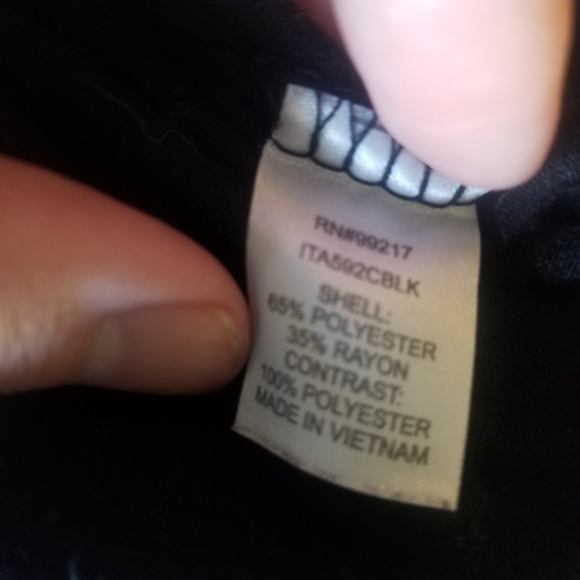 RN#99217
ITA592CBLK
SHELL:
65% POLYESTER
35% RAYON
CONTRAST:
100% POLYESTER
MADE IN VIETNAM